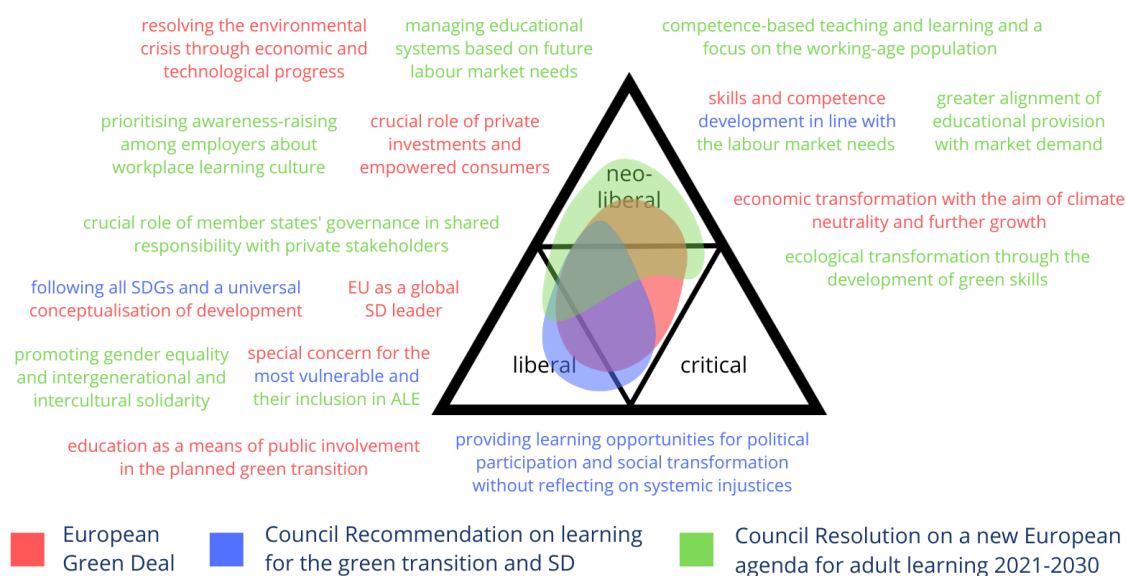 resolving the environmental
crisis through economic and
technological progress
managing educational
systems based on future
labour market needs
competence-based teaching and learning and a
focus on the working-age population
prioritising awareness-raising
among employers about
workplace learning culture
crucial role of private
investments and
empowered consumers
skills and competence
development in line with
the labour market needs
greater alignment of
educational provision
with market demand
neo-
liberal
crucial role of member states' governance in shared
responsibility with private stakeholders
economic transformation with the aim of climate
neutrality and further growth
ecological transformation through the
development of green skills
following all SDGs and a universal
conceptualisation of development
EU as a global
SD leader
promoting gender equality
and intergenerational and
intercultural solidarity
special concern for the
most vulnerable and
their inclusion in ALE
liberal
critical
education as a means of public involvement
in the planned green transition
providing learning opportunities for political
participation and social transformation
without reflecting on systemic injustices
European
Green Deal
Council Recommendation on learning
for the green transition and SD
Council Resolution on a new European
agenda for adult learning 2021-2030